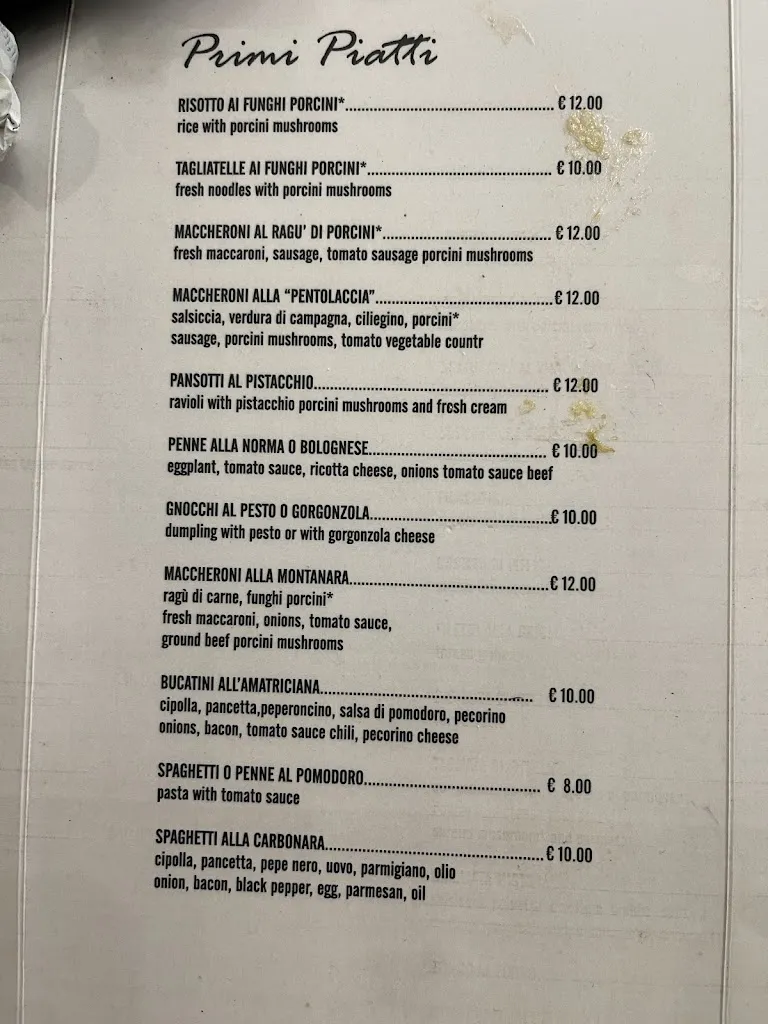 Primi Piatti
RISOTTO AI FUNGHI PORCINI*.......................................................... € 12.00
rice with porcini mushrooms
TAGLIATELLE AI FUNGHI PORCINI*.................................................... € 10.00
fresh noodles with porcini mushrooms
MACCHERONI AL RAGU' DI PORCINI*............................................... € 12.00
fresh maccaroni, sausage, tomato sausage porcini mushrooms
MACCHERONI ALLA “PENTOLACCIA”.................................................€ 12.00
salsiccia, verdura di campagna, ciliegino, porcini*
sausage, porcini mushrooms, tomato vegetable countr
PANSOTTI AL PISTACCHIO................................................................. € 12.00
ravioli with pistacchio porcini mushrooms and frcsh cream
PENNE ALLA NORMA O BOLOGNESE.................................................. € 10.00
eggplant, tomato sauce, ricotta cheese, onions tomato sauce beef
GNOCCHI AL PESTO O GORGONZOLA..................................................€ 10.00
dumpling with pesto or with gorgonzola cheese
MACCHERONI ALLA MONTANARA.......................................................€ 12.00
ragù di carne, funghi porcini*
fresh maccaroni, onions, tomato sauce,
ground beef porcini mushrooms
BUCATINI ALL'AMATRICIANA........................................................... € 10.00
cipolla, pancetta,peperoncino, salsa di pomodoro, pecorino
onions, bacon, tomato sauce chili, pecorino cheese
SPAGHETTI O PENNE AL POMODORO................................................. € 8.00
pasta with tomato sauce
SPAGHETTI ALLA CARBONARA............................................................€ 10.00
cipolla, pancetta, pepe nero, uovo, parmigiano, olio
onion, bacon, black pepper, egg, parmesan, oil